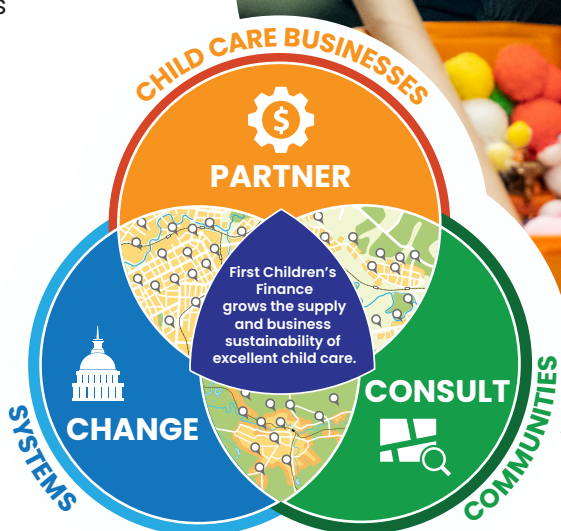 s
CHILD CARE BUSINESSES
$
PARTNER
First Children's
Finance
grows the supply
and business
sustainability of
excellent child care.
CHANGE
CONSULT
SYSTEMS
COMMUNITIES